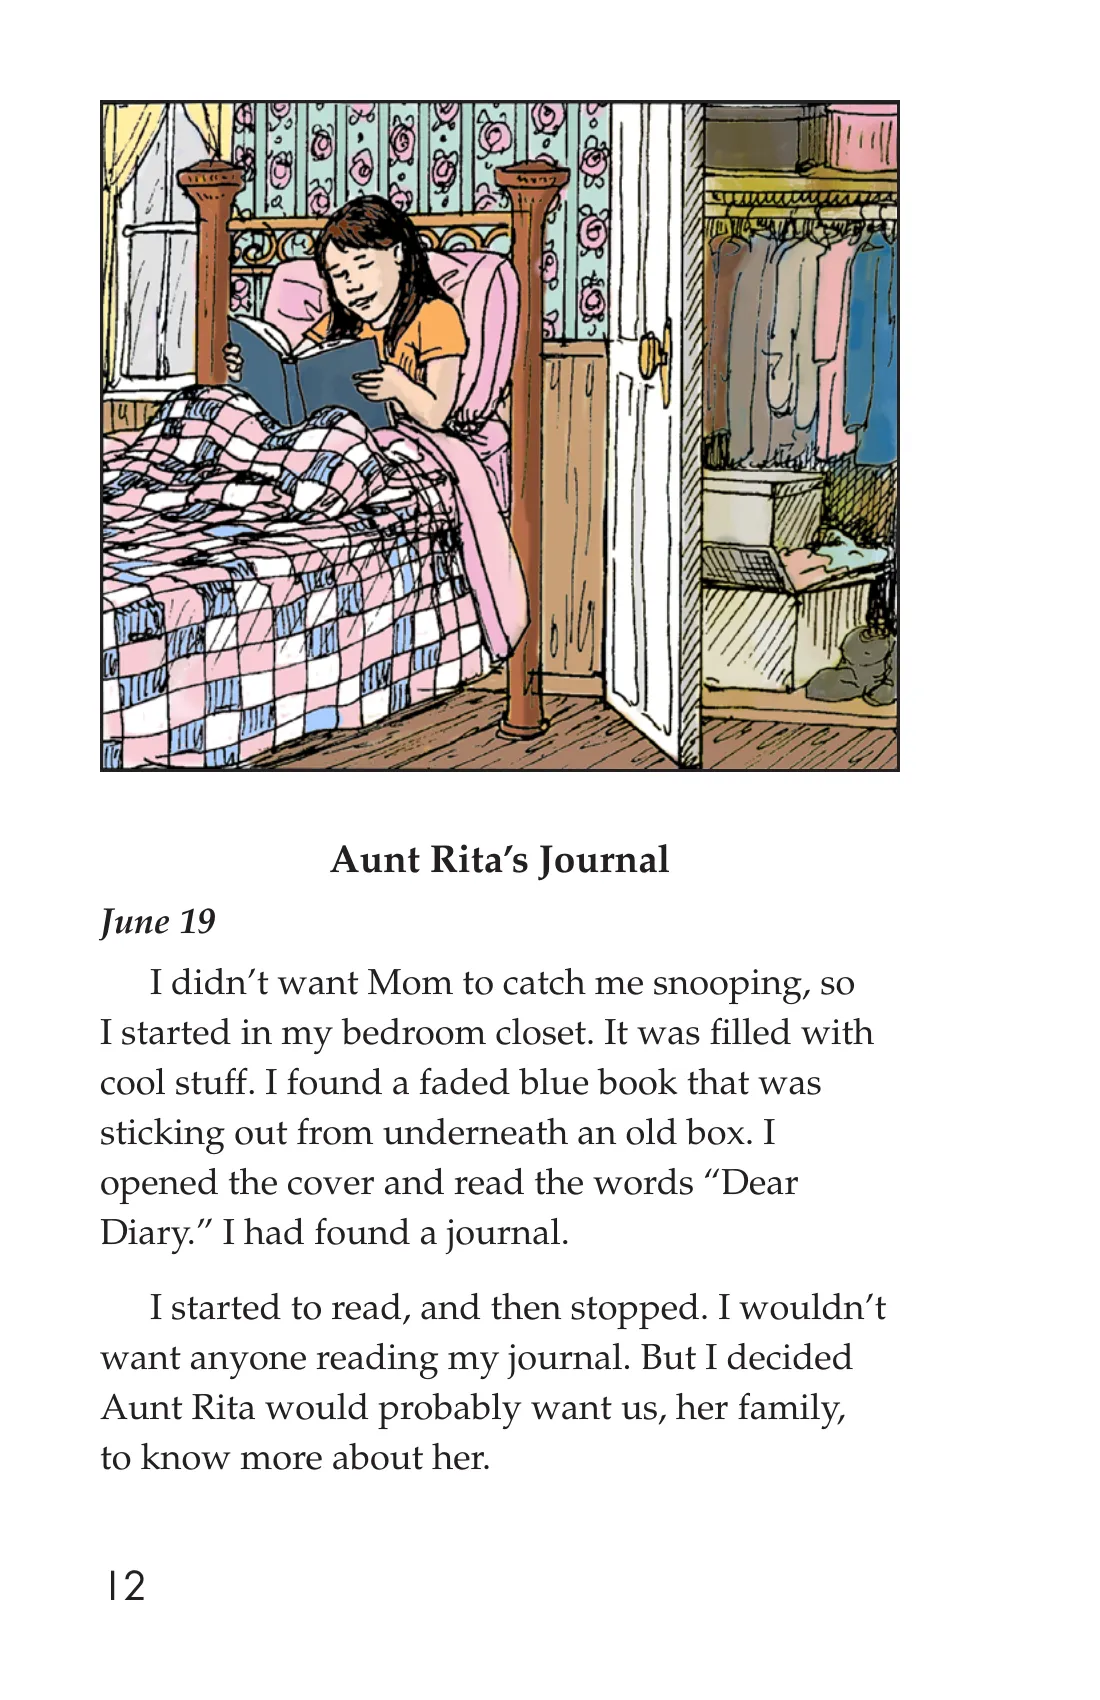 Aunt Rita’s Journal
June 19
I didn’t want Mom to catch me snooping, so
I started in my bedroom closet. It was filled with
cool stuff. I found a faded blue book that was
sticking out from underneath an old box. I
opened the cover and read the words “Dear
Diary.” I had found a journal.
I started to read, and then stopped. I wouldn’t
want anyone reading my journal. But I decided
Aunt Rita would probably want us, her family,
to know more about her.
12